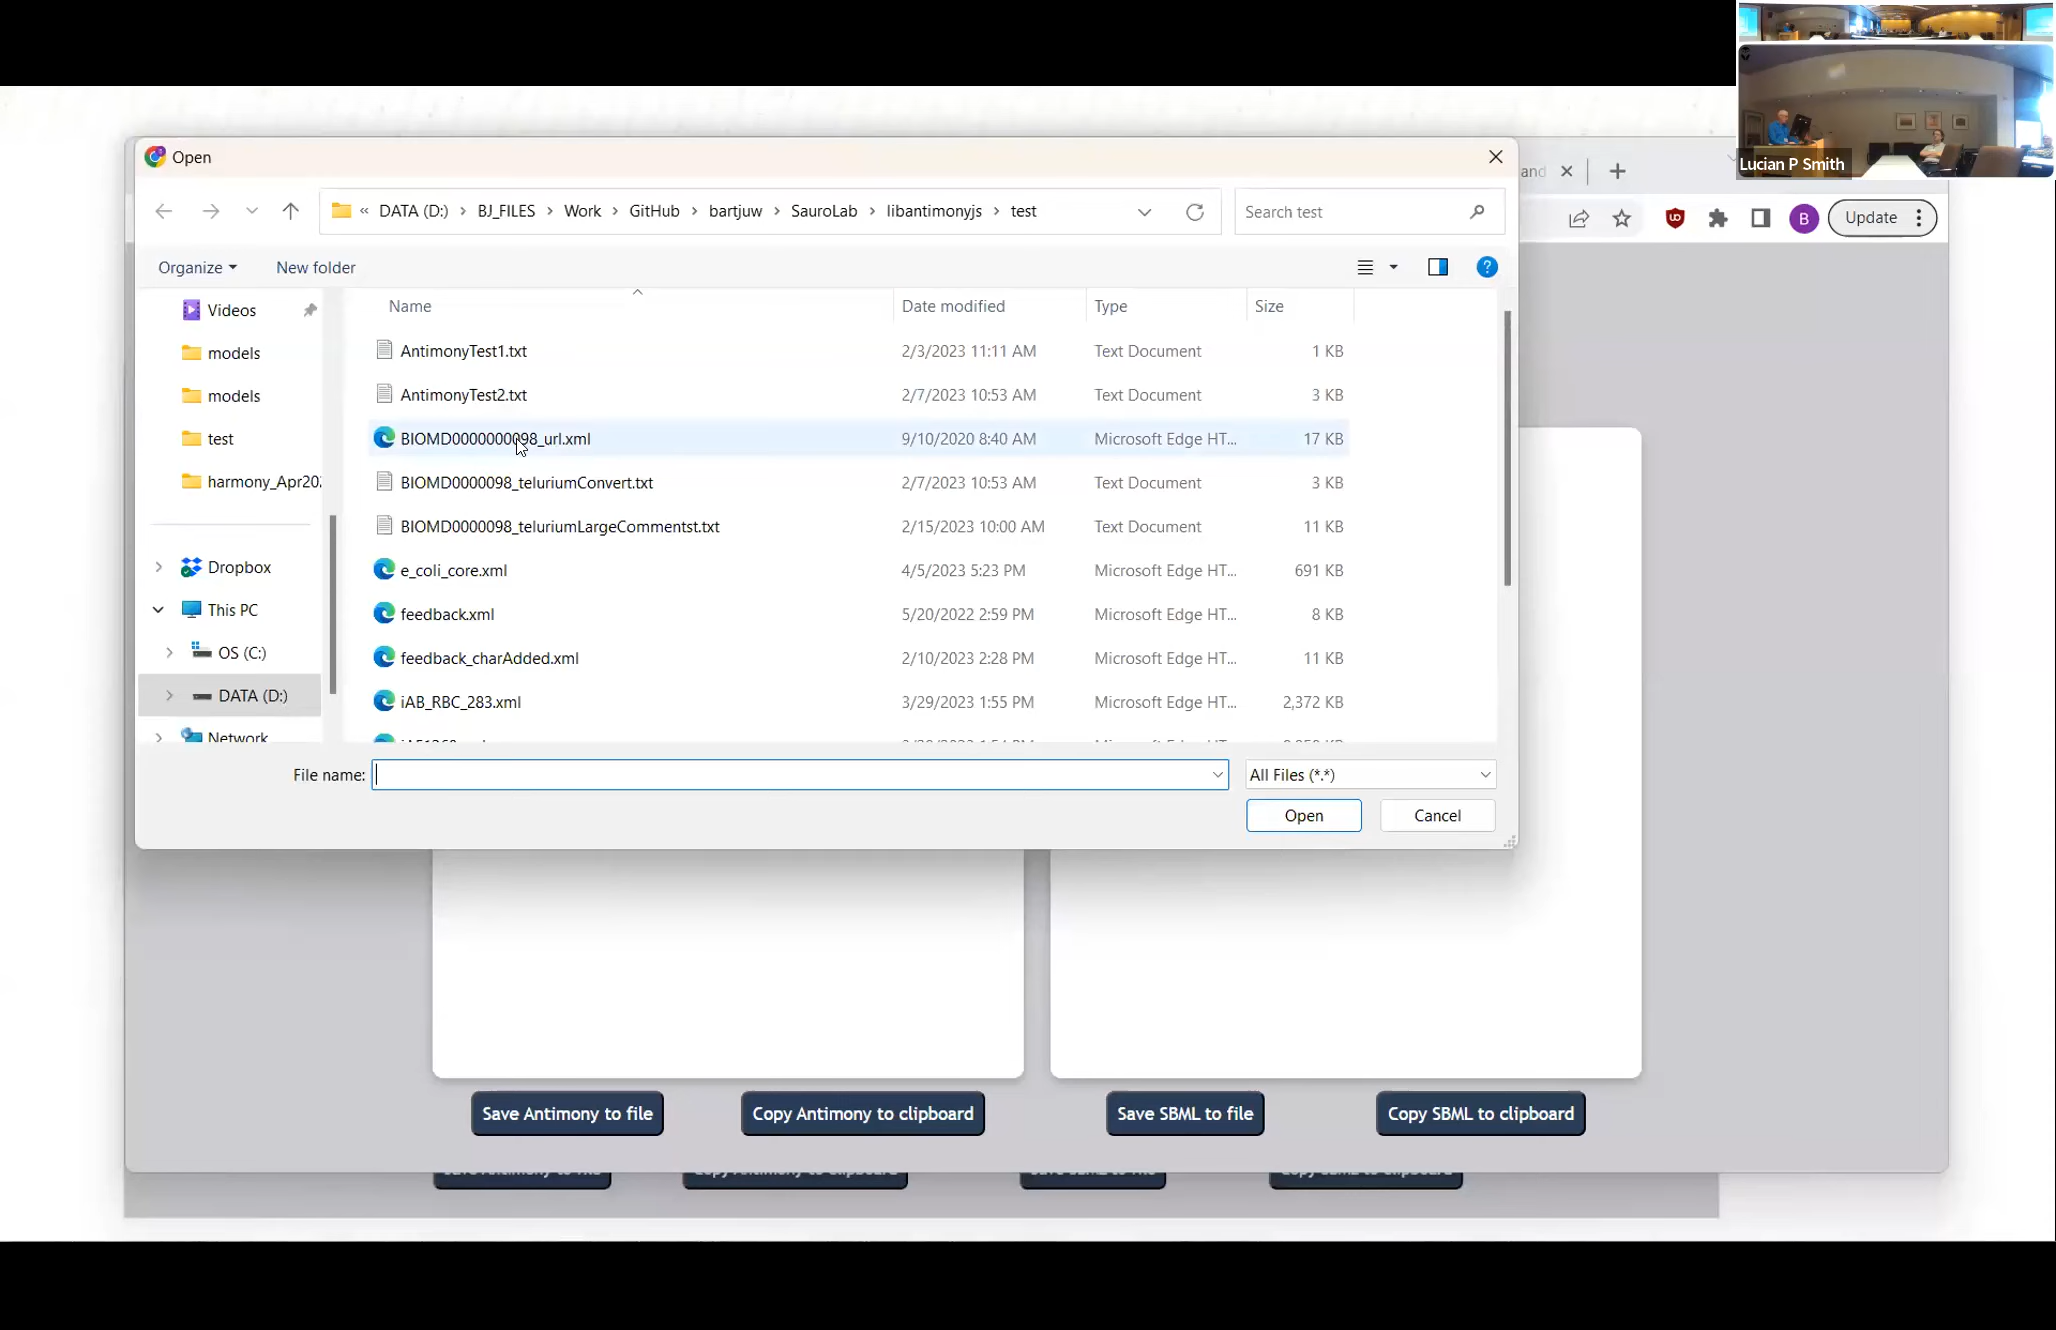 Lucian P Smith
Open
and
« DATA (D:) › BJ_FILES › Work › GitHub › bartjuw › SauroLab › libantimonyjs › test
Search test
B
Update
Organize
New folder
?
Name
Date modified
Type
Size
Videos
models
models
test
harmony_Apr202
Dropbox
This PC
OS (C:)
DATA (D:)
Network
AntimonyTest1.txt 2/3/2023 11:11 AM Text Document 1 KB
AntimonyTest2.txt 2/7/2023 10:53 AM Text Document 3 KB
BIOMD0000000098_url.xml 9/10/2020 8:40 AM Microsoft Edge HT... 17 KB
BIOMD0000098_teluriumConvert.txt 2/7/2023 10:53 AM Text Document 3 KB
BIOMD0000098_teluriumLargeCommentst.txt 2/15/2023 10:00 AM Text Document 11 KB
e_coli_core.xml 4/5/2023 5:23 PM Microsoft Edge HT... 691 KB
feedback.xml 5/20/2022 2:59 PM Microsoft Edge HT... 8 KB
feedback_charAdded.xml 2/10/2023 2:28 PM Microsoft Edge HT... 11 KB
iAB_RBC_283.xml 3/29/2023 1:55 PM Microsoft Edge HT... 2,372 KB
File name:
All Files (*.*)
Open
Cancel
Save Antimony to file
Copy Antimony to clipboard
Save SBML to file
Copy SBML to clipboard